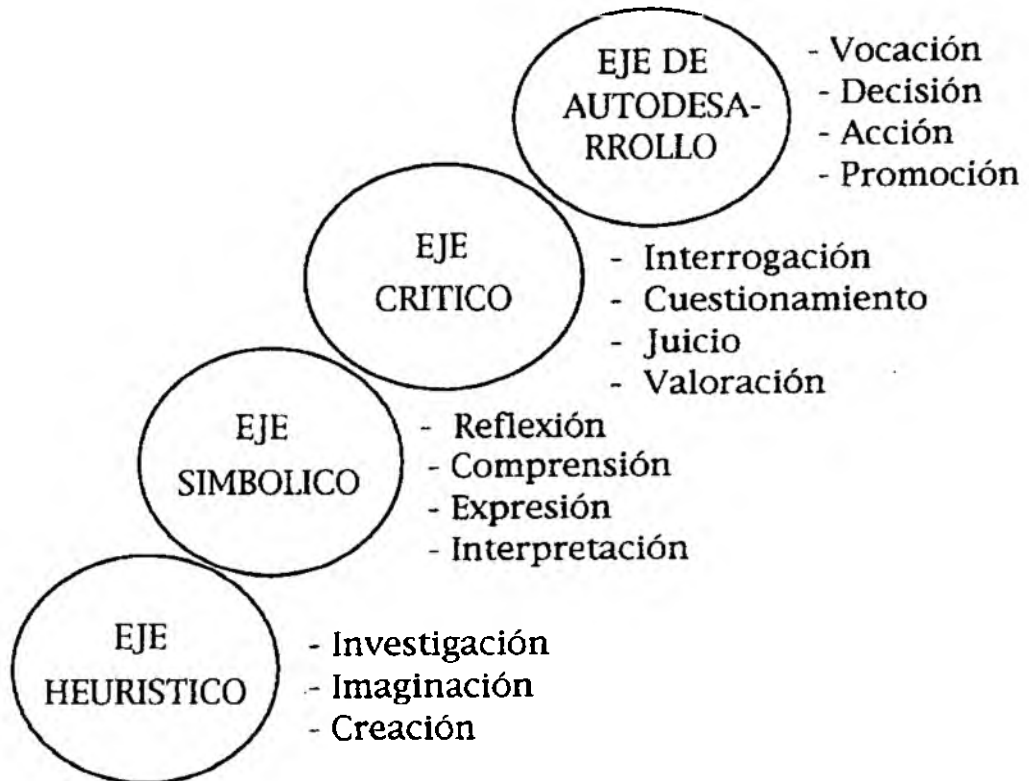 EJE DE
AUTODESA-
RROLLO
- Vocación
- Decisión
- Acción
- Promoción
EJE
CRITICO
- Interrogación
- Cuestionamiento
- Juicio
- Valoración
EJE
SIMBOLICO
- Reflexión
- Comprensión
- Expresión
- Interpretación
EJE
HEURISTICO
- Investigación
- Imaginación
- Creación